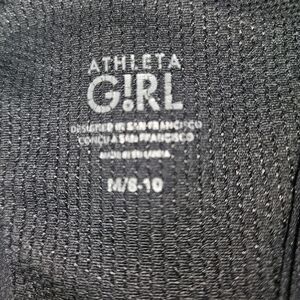 ATHLETA
G!RL
DESIGNED IN SAN FRANCISCO
CONÇU À SAN FRANCISCO
M/8-10